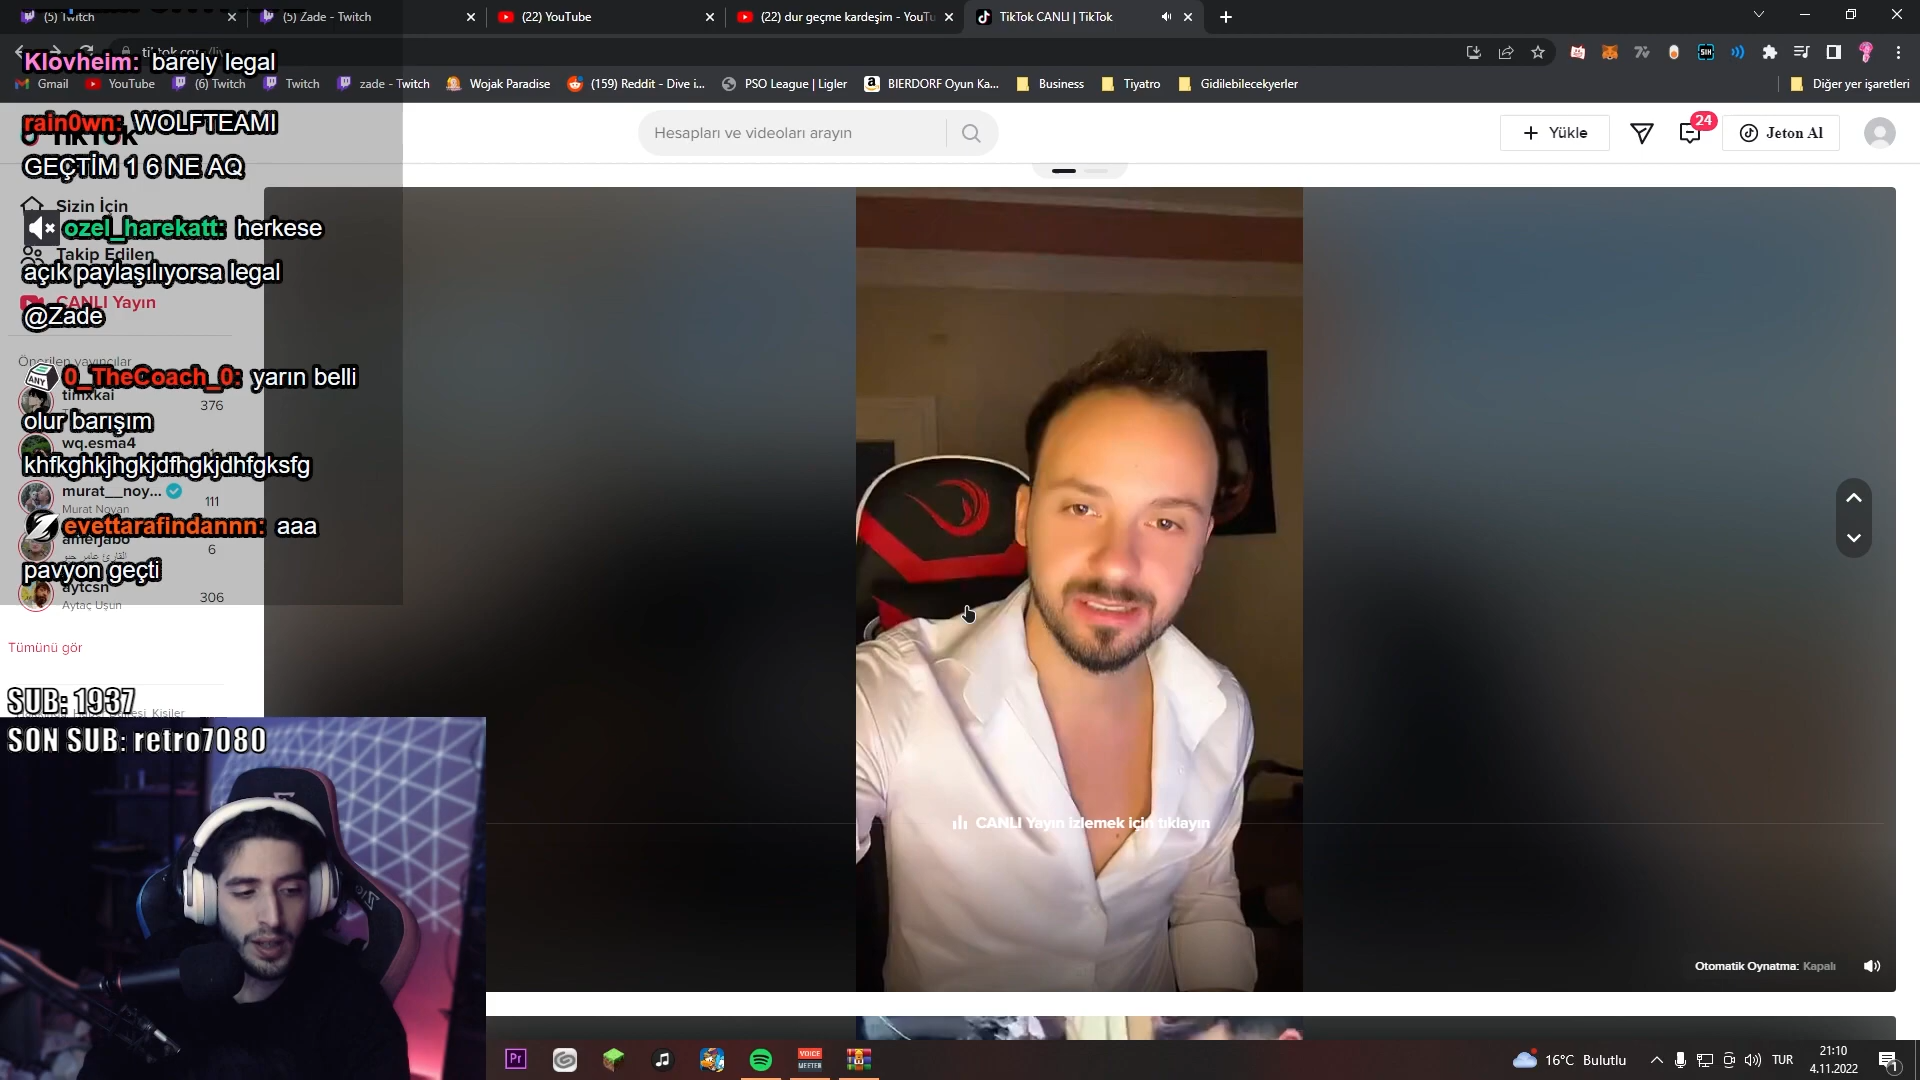 (5) Twitch
(5) Zade - Twitch
(22) YouTube
(22) dur geçme kardeşim - YouTu
TikTok CANLI | TikTok
Klovheim: barely legal
Gmail
YouTube
(6) Twitch
Twitch
zade - Twitch
Wojak Paradise
(159) Reddit - Dive i...
PSO League | Ligler
BIERDORF Oyun Ka...
Business
Tiyatro
Gidilebilecekyerler
Diğer yer işaretleri
rain0wn: WOLFTEAMI
GEÇTİM 1 6 NE AQ
TikTok
Hesapları ve videoları arayın
Yükle
24
Jeton Al
Sizin İçin
ozel_harekatt: herkese
Takip Edilen
açık paylaşılıyorsa legal
CANLI Yayın
@Zade
Önerilen yayıncılar
ANY
0_TheCoach_0: yarın belli
timxkai
376
olur barışım
wq.esma4
khfkghkjhgkjdfhgkjdhfgksfg
murat__noy...
Murat Noyan
111
evettarafindannn: aaa
amerjabo
6
pavyon geçti
aytcsn
Aytaç Uşun
306
Tümünü gör
SUB: 1937
SON SUB: retro7080
CANLI Yayın izlemek için tıklayın
Otomatik Oynatma: Kapalı
Pr
VOICE
MEETER
16°C Bulutlu
TUR
21:10
4.11.2022
1